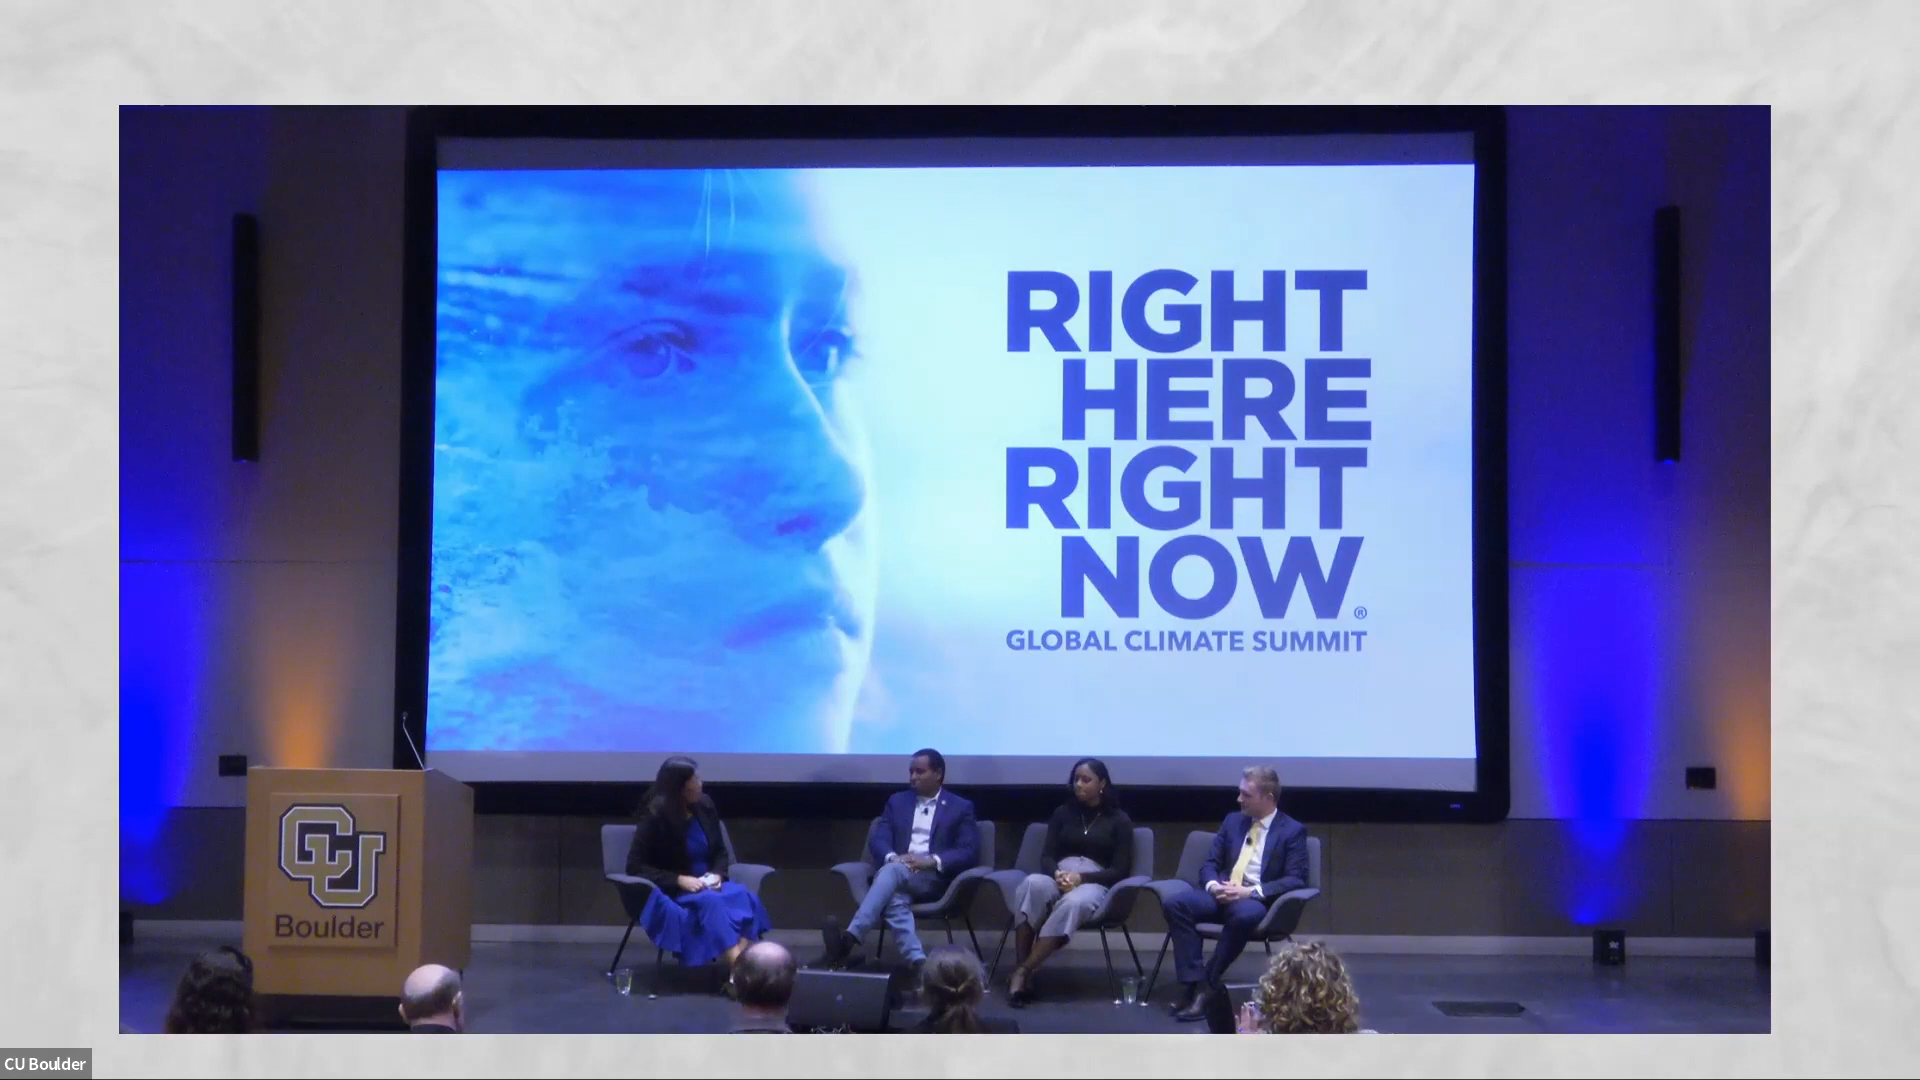 RIGHT
HERE
RIGHT
NOW®
GLOBAL CLIMATE SUMMIT
CU
Boulder
CU Boulder